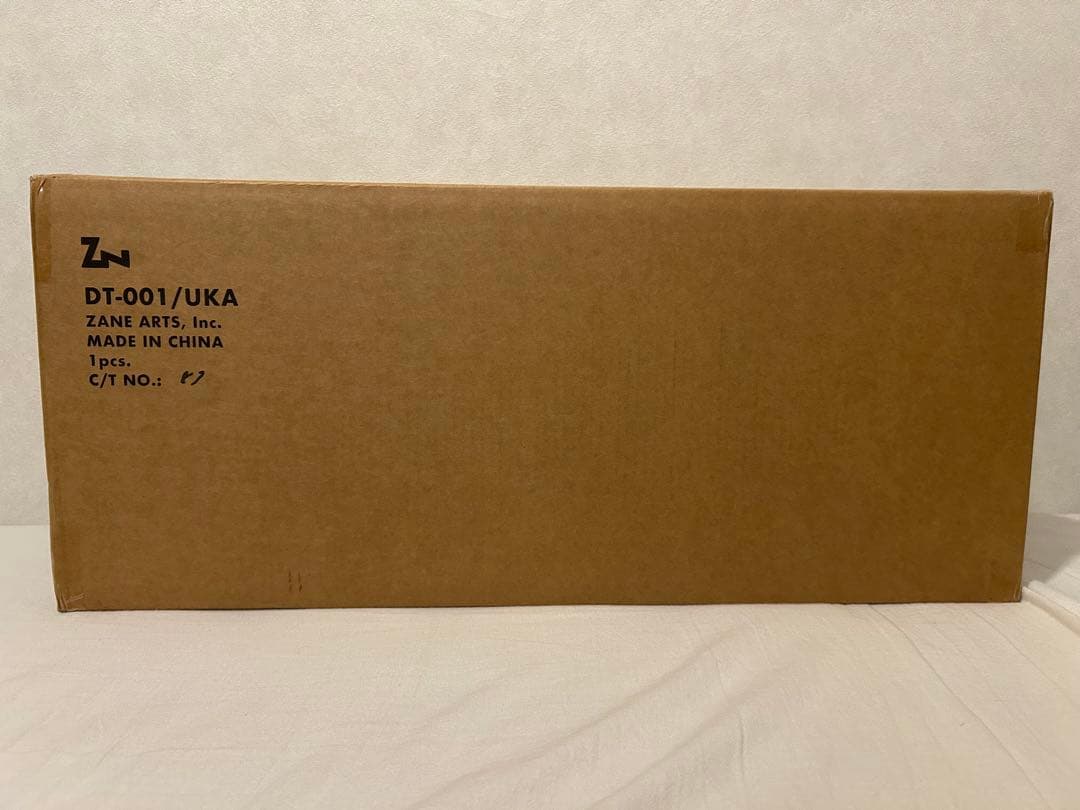 ZN
DT-001/UKA
ZANE ARTS, Inc.
MADE IN CHINA
1pcs.
C/T NO.: